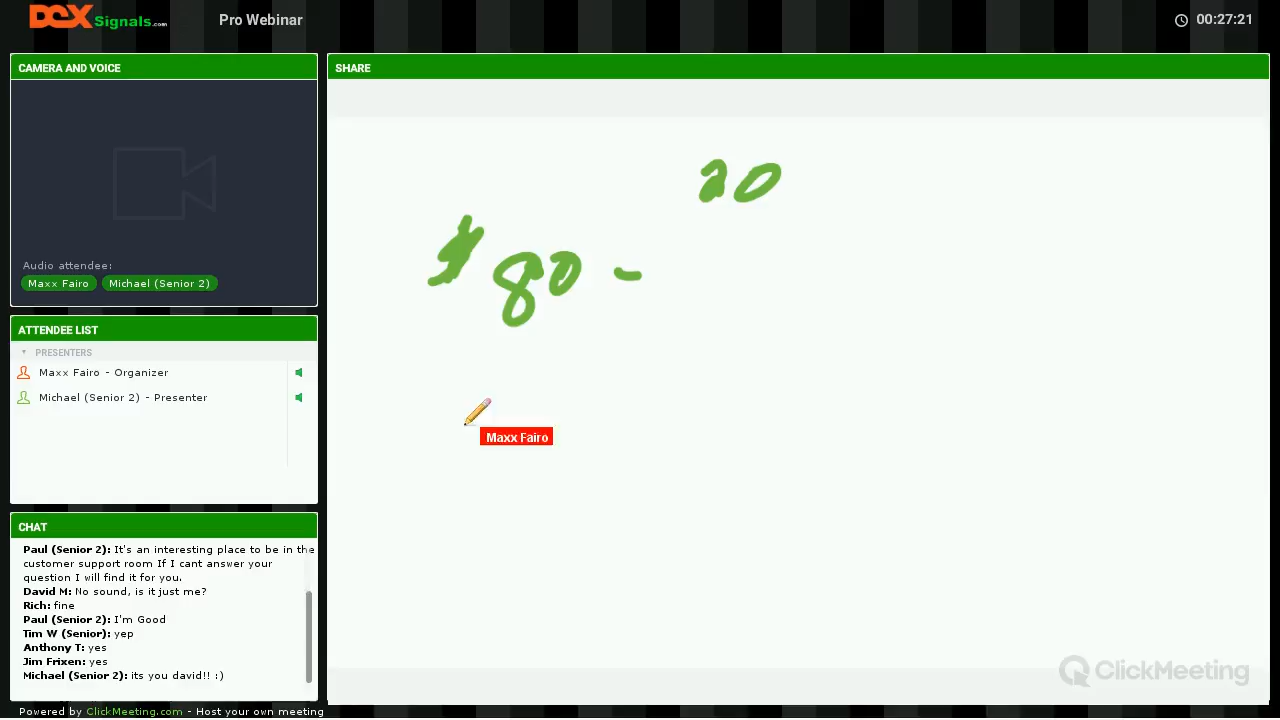 DCX Signals.com
Pro Webinar
00:27:21
CAMERA AND VOICE
Audio attendee:
Maxx Fairo
Michael (Senior 2)
ATTENDEE LIST
PRESENTERS
Maxx Fairo - Organizer
Michael (Senior 2) - Presenter
CHAT
Paul (Senior 2): It's an interesting place to be in the
customer support room If I cant answer your
question I will find it for you.
David M: No sound, is it just me?
Rich: fine
Paul (Senior 2): I'm Good
Tim W (Senior): yep
Anthony T: yes
Jim Frixen: yes
Michael (Senior 2): its you david!! :)
Powered by ClickMeeting.com - Host your own meeting
SHARE
20
$80 -
Maxx Fairo
ClickMeeting